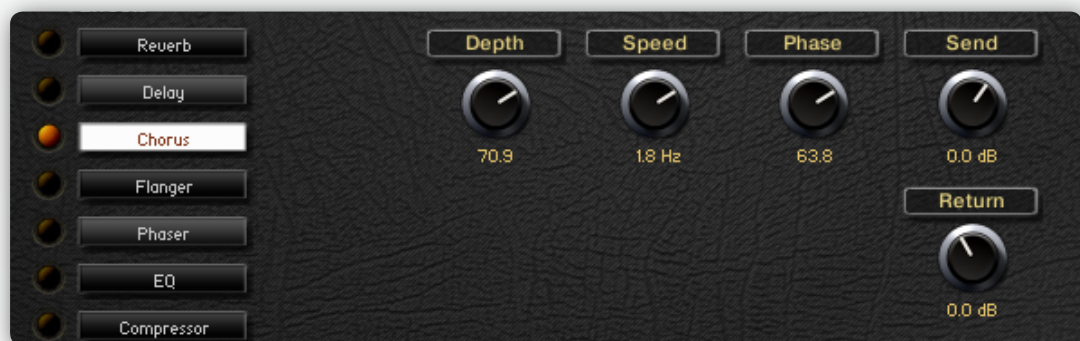 Reverb
Delay
Chorus
Flanger
Phaser
EQ
Compressor
Depth Speed Phase Send
70.9 1.8 Hz 63.8 0.0 dB
Return
0.0 dB